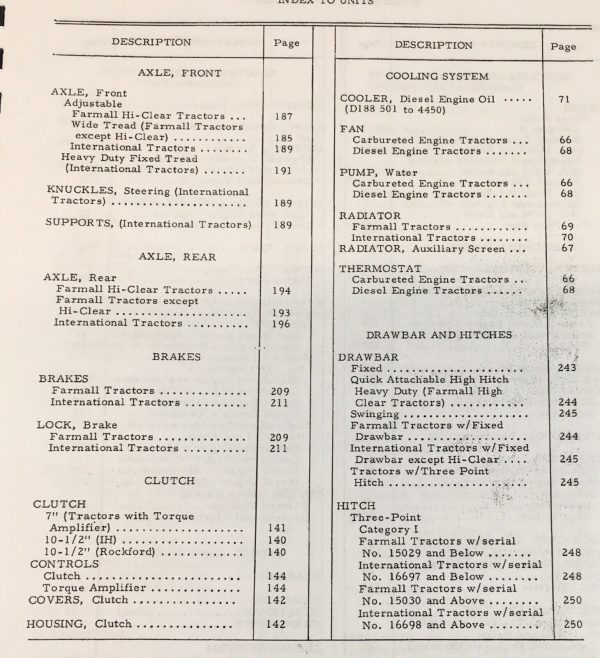 INDEX TO UNITS
DESCRIPTION Page
AXLE, FRONT
AXLE, Front
Adjustable
Farmall Hi-Clear Tractors ... 187
Wide Tread (Farmall Tractors
except Hi-Clear) ............ 185
International Tractors ........ 189
Heavy Duty Fixed Tread
(International Tractors) ....... 191
KNUCKLES, Steering (International
Tractors) ...................... 189
SUPPORTS, (International Tractors) 189
AXLE, REAR
AXLE, Rear
Farmall Hi-Clear Tractors ..... 194
Farmall Tractors except
Hi-Clear ..................... 193
International Tractors .......... 196
BRAKES
BRAKES
Farmall Tractors .............. 209
International Tractors .......... 211
LOCK, Brake
Farmall Tractors .............. 209
International Tractors .......... 211
CLUTCH
CLUTCH
7" (Tractors with Torque
Amplifier) .................... 141
10-1/2" (IH) .................... 140
10-1/2" (Rockford) .............. 140
CONTROLS
Clutch ......................... 144
Torque Amplifier ............... 144
COVERS, Clutch ................. 142
HOUSING, Clutch ............... 142
DESCRIPTION Page
COOLING SYSTEM
COOLER, Diesel Engine Oil ..... 71
(D188 501 to 4450)
FAN
Carbureted Engine Tractors ... 66
Diesel Engine Tractors ....... 68
PUMP, Water
Carbureted Engine Tractors ... 66
Diesel Engine Tractors ....... 68
RADIATOR
Farmall Tractors ............ 69
International Tractors ........ 70
RADIATOR, Auxiliary Screen ... 67
THERMOSTAT
Carbureted Engine Tractors .. 66
Diesel Engine Tractors ...... 68
DRAWBAR AND HITCHES
DRAWBAR
Fixed ...................... 243
Quick Attachable High Hitch
Heavy Duty (Farmall High
Clear Tractors) ............ 244
Swinging .................... 245
Farmall Tractors w/Fixed
Drawbar ................... 244
International Tractors w/Fixed
Drawbar except Hi-Clear .... 245
Tractors w/Three Point
Hitch ...................... 245
HITCH
Three-Point
Category I
Farmall Tractors w/serial
No. 15029 and Below ....... 248
International Tractors w/serial
No. 16697 and Below ........ 248
Farmall Tractors w/serial
No. 15030 and Above ........ 250
International Tractors w/serial
No. 16698 and Above ........ 250